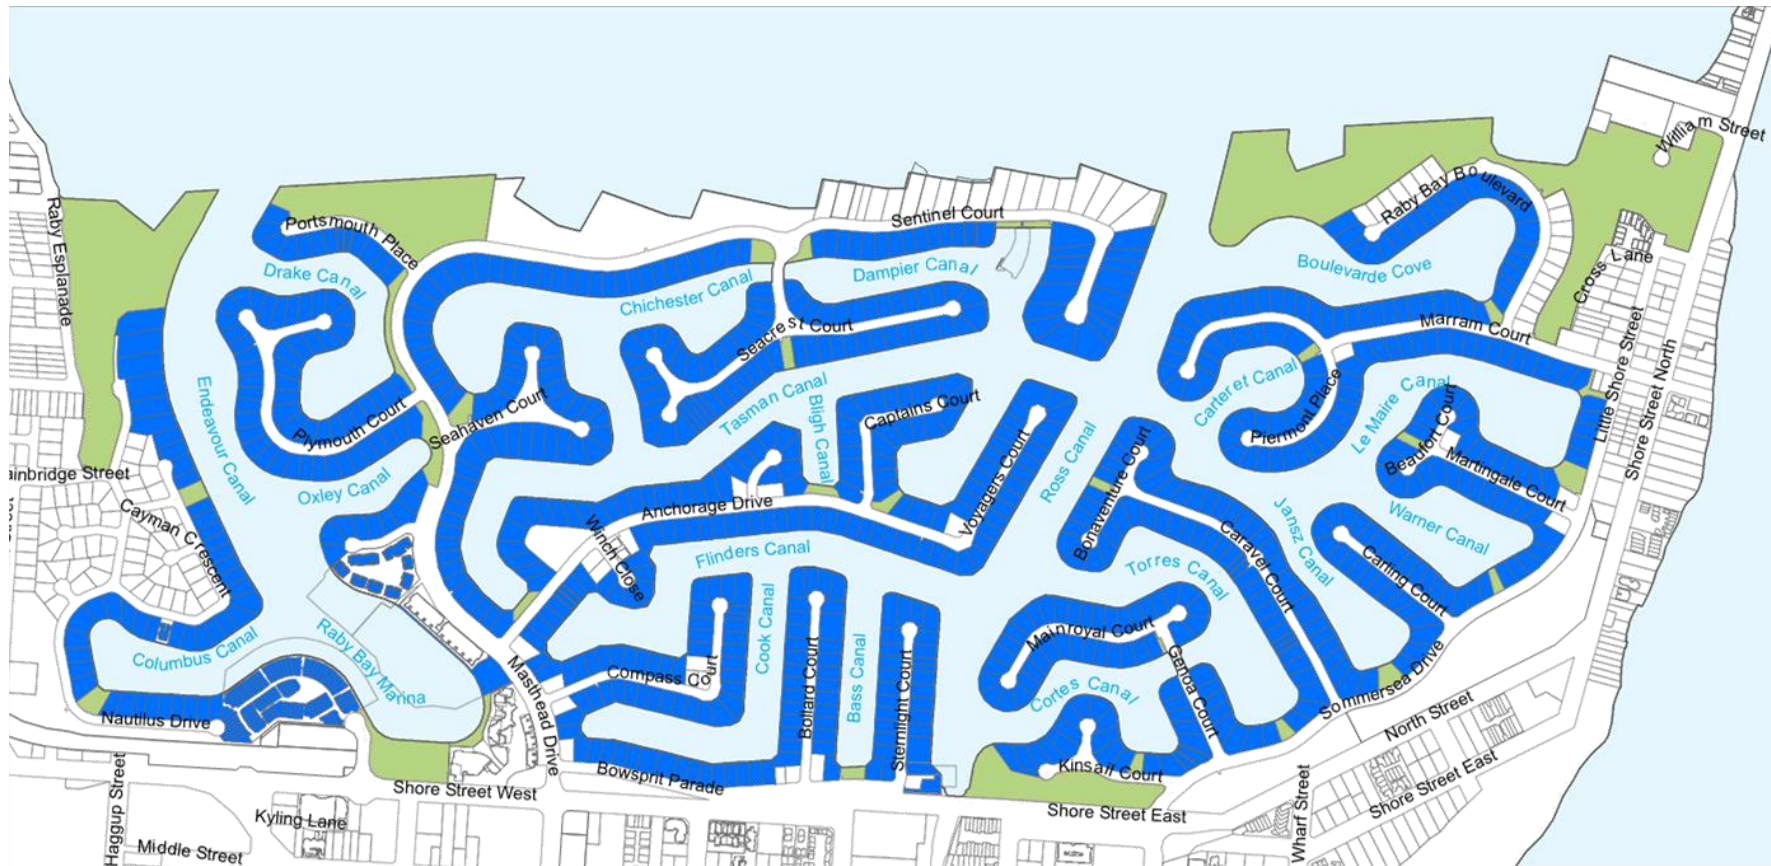 William Street
Raby Bay Boulevard
Sentinel Court
Portsmouth Place
Raby Esplanade
Cross Lane
Boulevarde Cove
Drake Canal
Dampier Canal
Chichester Canal
Marram Court
Seacrest Court
Little Shore Street
Shore Street North
Carteret Canal
Le Maire Canal
Piermont Place
Tasman Canal
Bligh Canal
Captains Court
Seahaven Court
Plymouth Court
Endeavour Canal
Beaufort Court
Martingale Court
Voyagers Court
Ross Canal
Bonaventure Court
ainbridge Street
Oxley Canal
Anchorage Drive
Winch Close
Cayman Crescent
Warner Canal
Jansz Canal
Flinders Canal
Caravel Court
Carling Court
Torres Canal
Cook Canal
Mainroyal Court
Columbus Canal
Raby Bay Marina
Compass Court
Bollard Court
Bass Canal
Sternlight Court
Genoa Court
Cortes Canal
Sommersea Drive
Masthead Drive
Nautilus Drive
North Street
Kinsail Court
Bowsprit Parade
Shore Street West
Shore Street East
Shore Street East
Wharf Street
Haggup Street
Kyling Lane
Middle Street